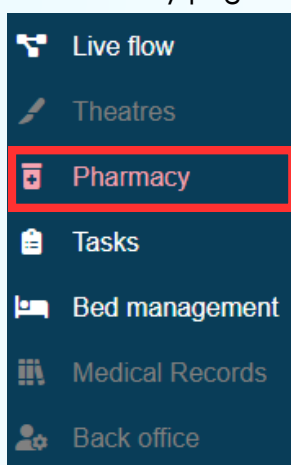 Live flow
Theatres
Pharmacy
Tasks
Bed management
Medical Records
Back office